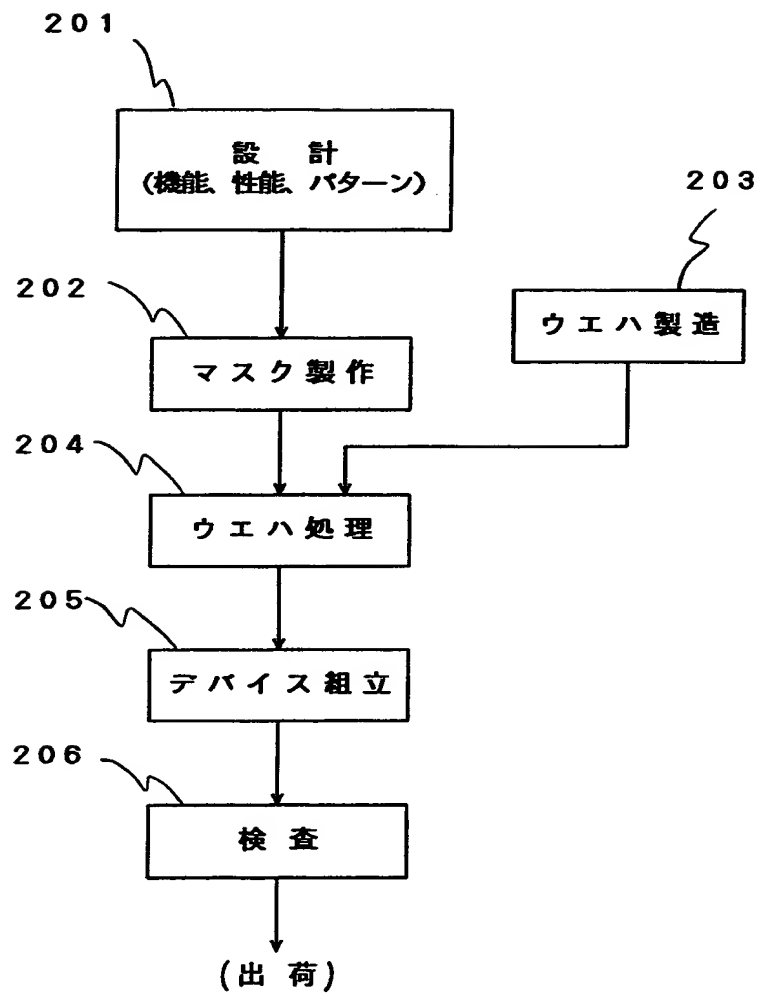 201
設計
(機能、性能、パターン)
203
ウエハ製造
202
マスク製作
204
ウエハ処理
205
デバイス組立
206
検査
(出荷)